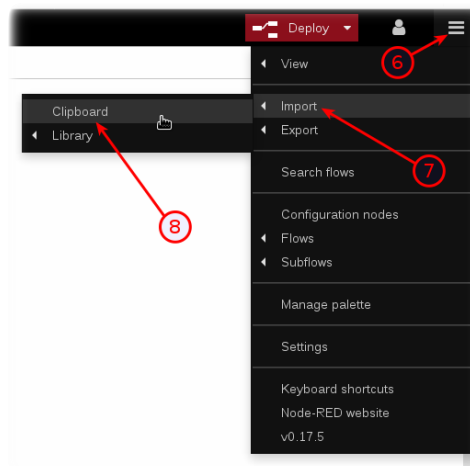 Deploy
View
6
Clipboard
Import
Library
Export
7
Search flows
8
Configuration nodes
Flows
Subflows
Manage palette
Settings
Keyboard shortcuts
Node-RED website
v0.17.5